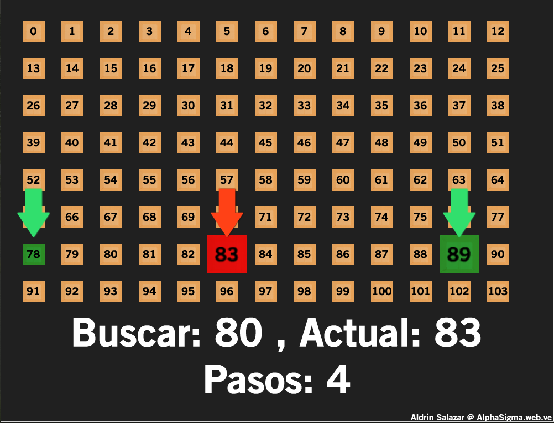 0 1 2 3 4 5 6 7 8 9 10 11 12
13 14 15 16 17 18 19 20 21 22 23 24 25
26 27 28 29 30 31 32 33 34 35 36 37 38
39 40 41 42 43 44 45 46 47 48 49 50 51
52 53 54 55 56 57 58 59 60 61 62 63 64
66 67 68 69 71 72 73 74 75 77
78 79 80 81 82 83 84 85 86 87 88 89 90
91 92 93 94 95 96 97 98 99 100 101 102 103
Buscar: 80 , Actual: 83
Pasos: 4
Aldrin Salazar @ AlphaSigma.web.ve